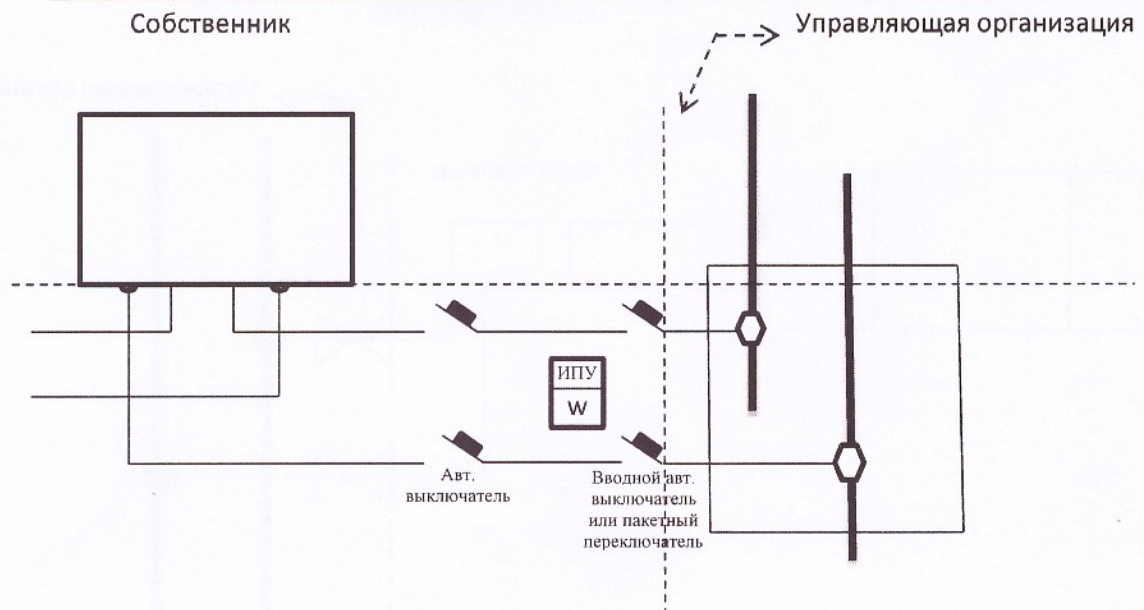 Собственник
Управляющая организация
ИПУ
W
Авт.
выключатель
Вводной авт.
выключатель
или пакетный
переключатель